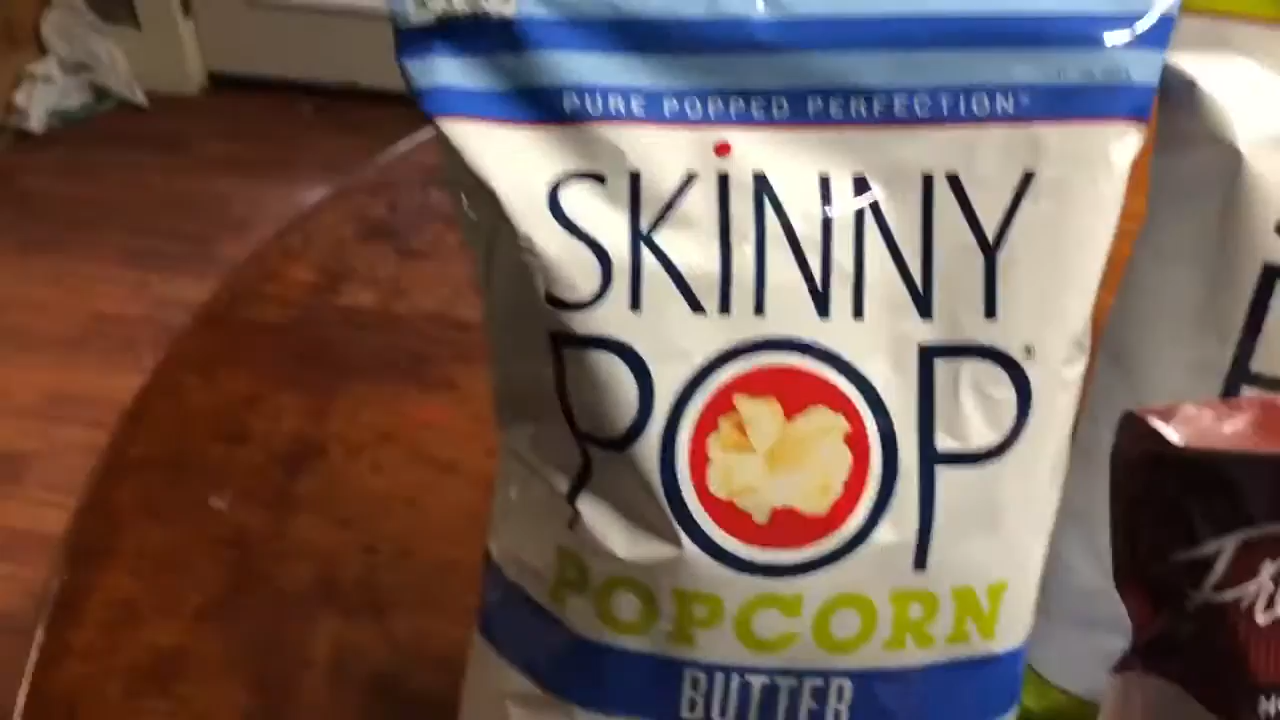 PURE POPPED PERFECTION
SKiNNY
POP
POPCORN
BUTTER